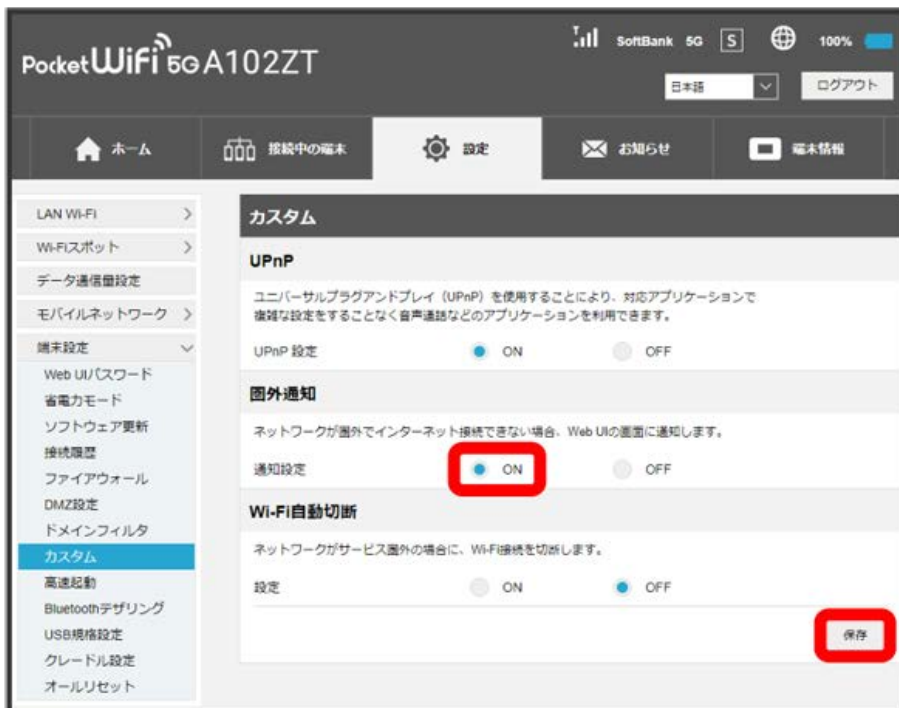 Pocket WiFi 5G A102ZT
SoftBank 5G S 100%
日本語
ログアウト
ホーム
接続中の端末
設定
お知らせ
端末情報
LAN Wi-Fi
Wi-Fiスポット
データ通信量設定
モバイルネットワーク
端末設定
Web UIパスワード
省電力モード
ソフトウェア更新
接続履歴
ファイアウォール
DMZ設定
ドメインフィルタ
カスタム
高速起動
Bluetoothテザリング
USB規格設定
クレードル設定
オールリセット
カスタム
UPnP
ユニバーサルプラグアンドプレイ（UPnP）を使用することにより、対応アプリケーションで
複雑な設定をすることなく音声通話などのアプリケーションを利用できます。
UPnP 設定 ON OFF
圏外通知
ネットワークが圏外でインターネット接続できない場合、Web UIの画面に通知します。
通知設定 ON OFF
Wi-Fi自動切断
ネットワークがサービス圏外の場合に、Wi-Fi接続を切断します。
設定 ON OFF
保存